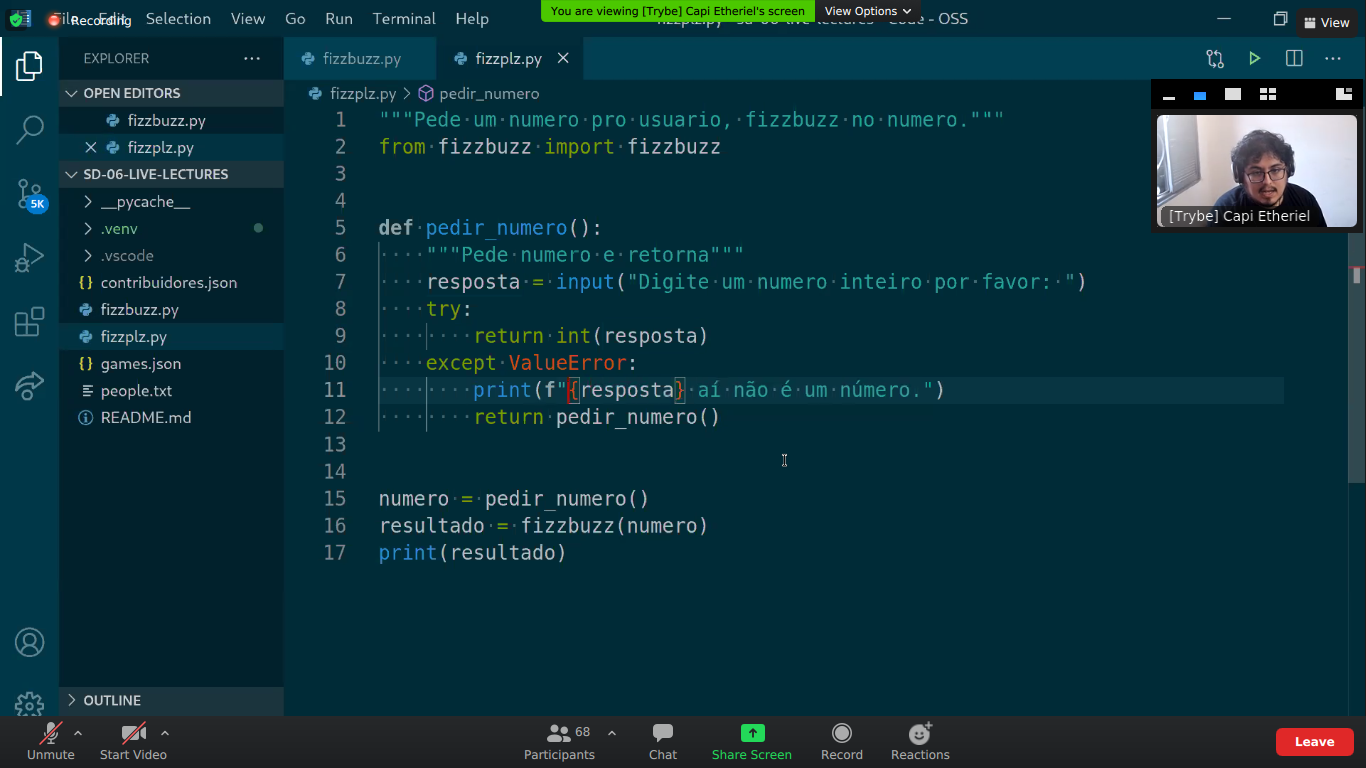 Recording
File Edit Selection View Go Run Terminal Help
You are viewing [Trybe] Capi Etheriel's screen
View Options
fizzplz.py - sd-06-live-lectures - Code - OSS
View
EXPLORER
fizzbuzz.py
fizzplz.py
OPEN EDITORS
fizzbuzz.py
fizzplz.py
SD-06-LIVE-LECTURES
__pycache__
.venv
.vscode
contribuidores.json
fizzbuzz.py
fizzplz.py
games.json
people.txt
README.md
OUTLINE
5K
fizzplz.py > pedir_numero
1 """Pede um numero pro usuario, fizzbuzz no numero."""
2 from fizzbuzz import fizzbuzz
3
4
5 def pedir_numero():
6 """Pede numero e retorna"""
7 resposta = input("Digite um numero inteiro por favor: ")
8 try:
9 return int(resposta)
10 except ValueError:
11 print(f"{resposta} aí não é um número.")
12 return pedir_numero()
13
14
15 numero = pedir_numero()
16 resultado = fizzbuzz(numero)
17 print(resultado)
[Trybe] Capi Etheriel
Unmute
Start Video
Participants
68
Chat
Share Screen
Record
Reactions
Leave